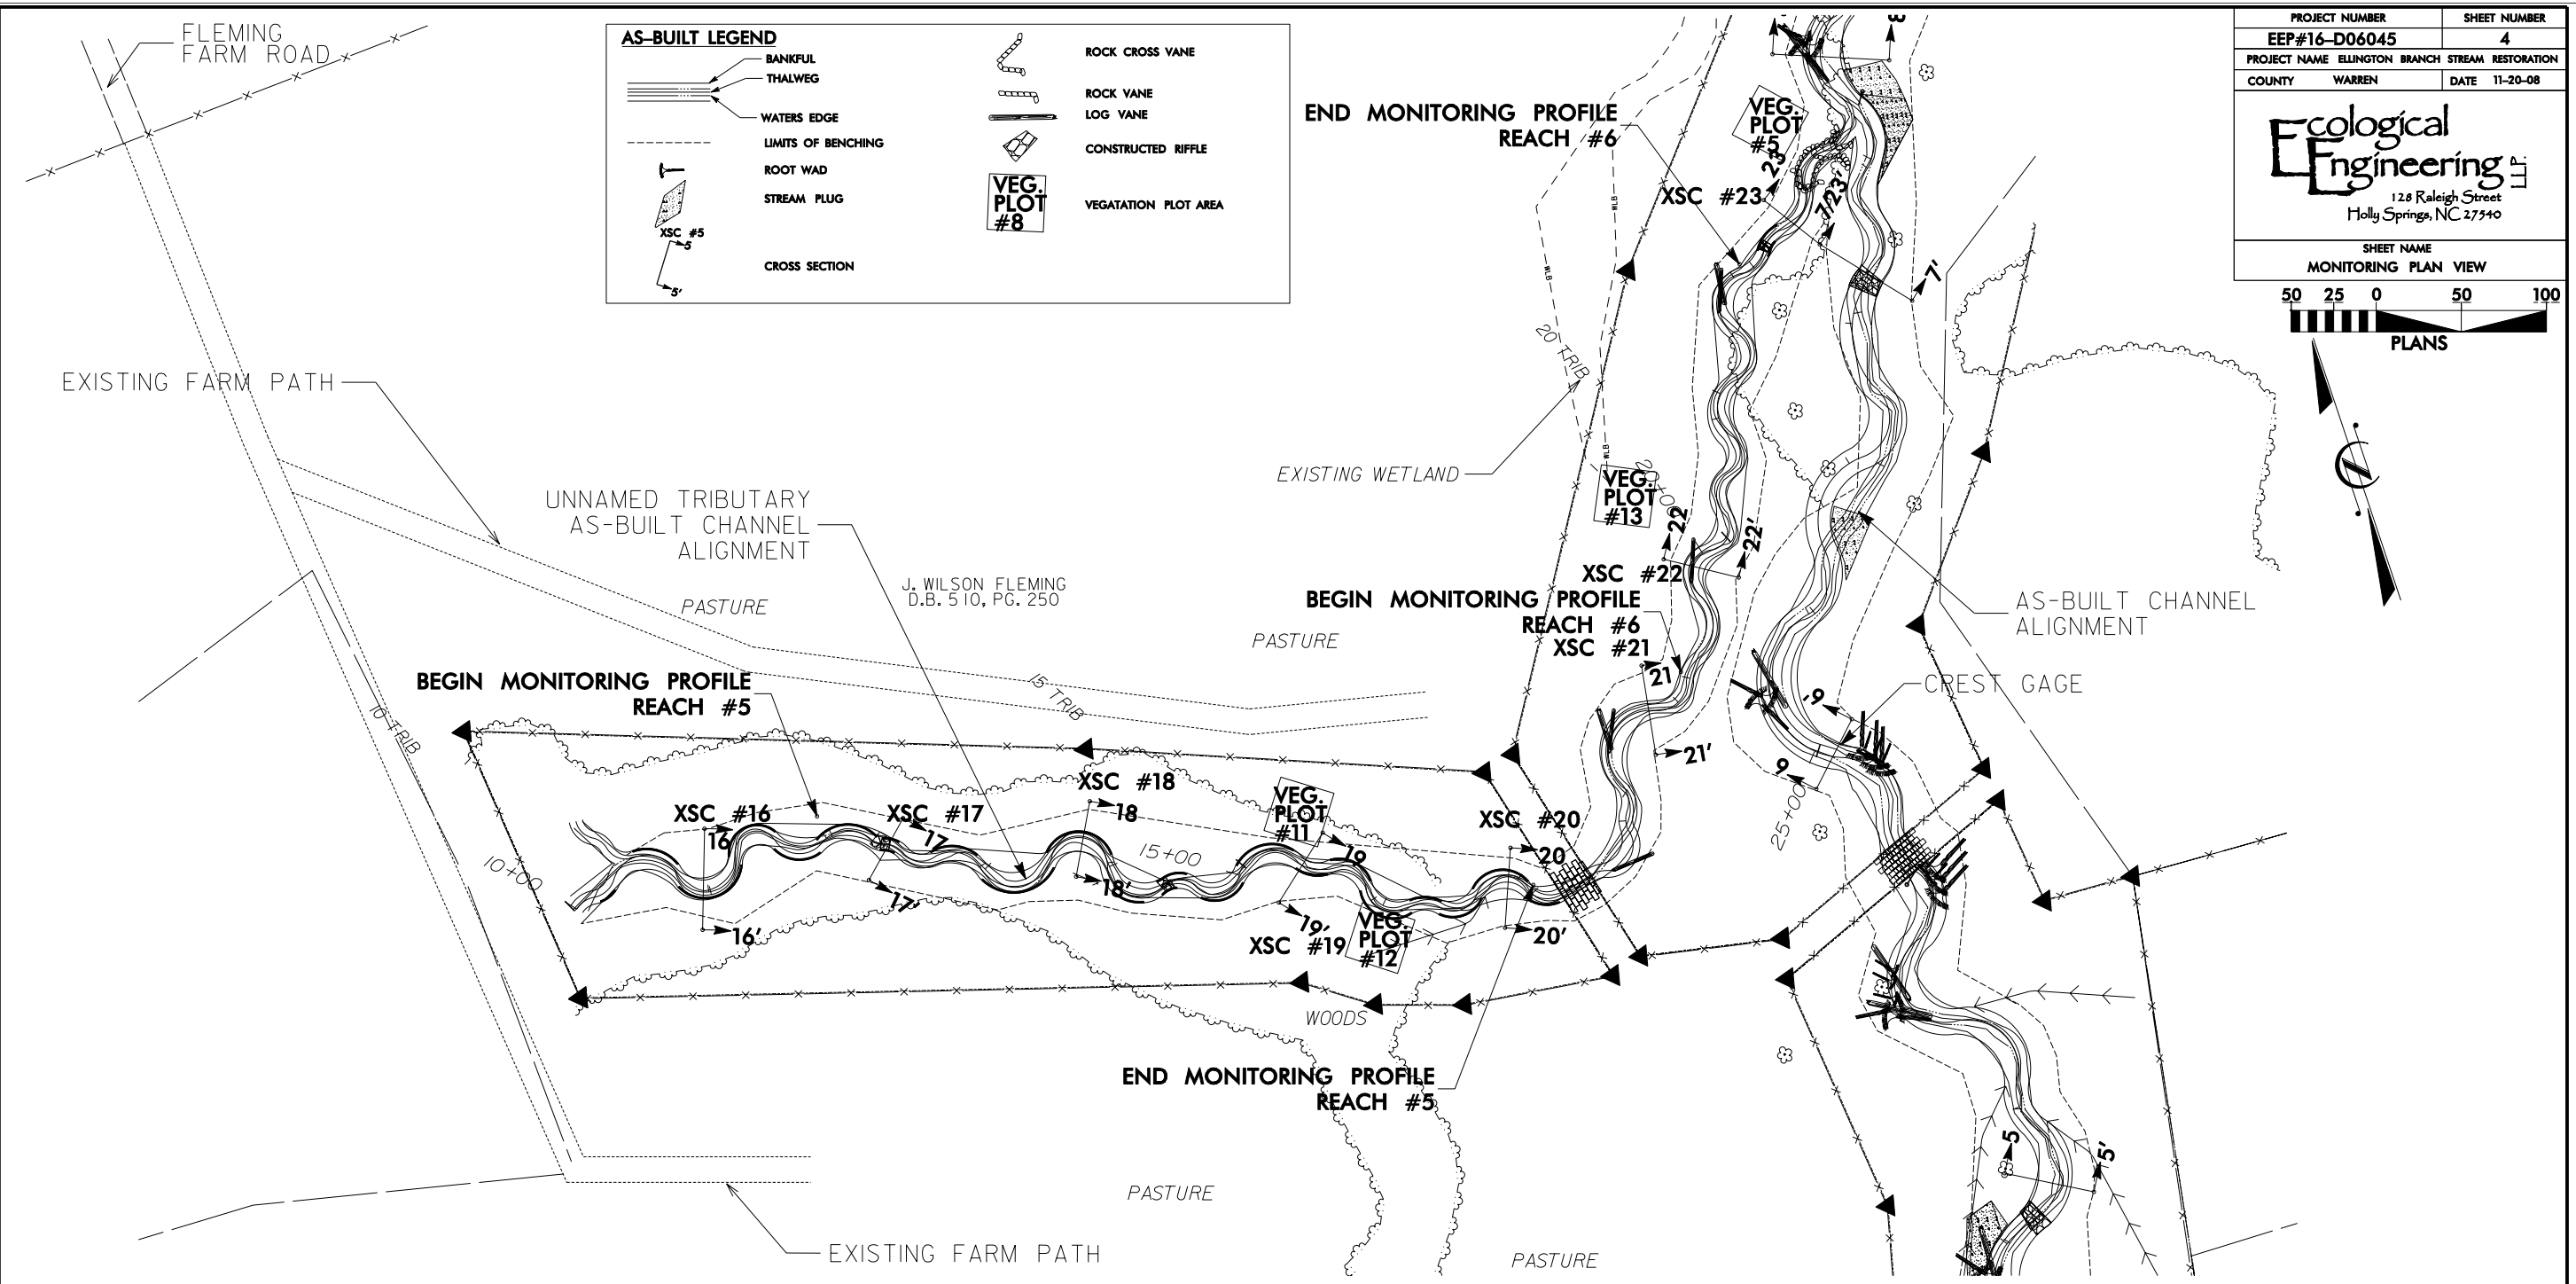 FLEMING
FARM ROAD
AS-BUILT LEGEND
BANKFUL
THALWEG
WATERS EDGE
LIMITS OF BENCHING
ROOT WAD
STREAM PLUG
XSC #5
5
5'
CROSS SECTION
ROCK CROSS VANE
ROCK VANE
LOG VANE
CONSTRUCTED RIFFLE
VEG.
PLOT
#8
VEGATATION PLOT AREA
PROJECT NUMBER
SHEET NUMBER
EEP#16-D06045
4
PROJECT NAME ELLINGTON BRANCH STREAM RESTORATION
COUNTY WARREN
DATE 11-20-08
Ecological
Engineering LLP.
128 Raleigh Street
Holly Springs, NC 27540
SHEET NAME
MONITORING PLAN VIEW
50 25 0 50 100
PLANS
END MONITORING PROFILE
REACH #6
VEG.
PLOT
#5
23
XSC #23
7/23'
7'
WLB
WLB
20 TRIB
EXISTING FARM PATH
EXISTING WETLAND
WLB
VEG.
PLOT
#13
20+00
22
22'
XSC #22
UNNAMED TRIBUTARY
AS-BUILT CHANNEL
ALIGNMENT
J. WILSON FLEMING
D.B. 510, PG. 250
PASTURE
PASTURE
BEGIN MONITORING PROFILE
REACH #6
XSC #21
21
21'
AS-BUILT CHANNEL
ALIGNMENT
CREST GAGE
BEGIN MONITORING PROFILE
REACH #5
15 TRIB
10 TRIB
XSC #16
16
16'
XSC #17
17
17'
XSC #18
18
18'
15+00
VEG.
PLOT
#11
19
19'
XSC #19
VEG.
PLOT
#12
XSC #20
20
20'
10+00
25+00
WOODS
END MONITORING PROFILE
REACH #5
5
5'
PASTURE
PASTURE
EXISTING FARM PATH